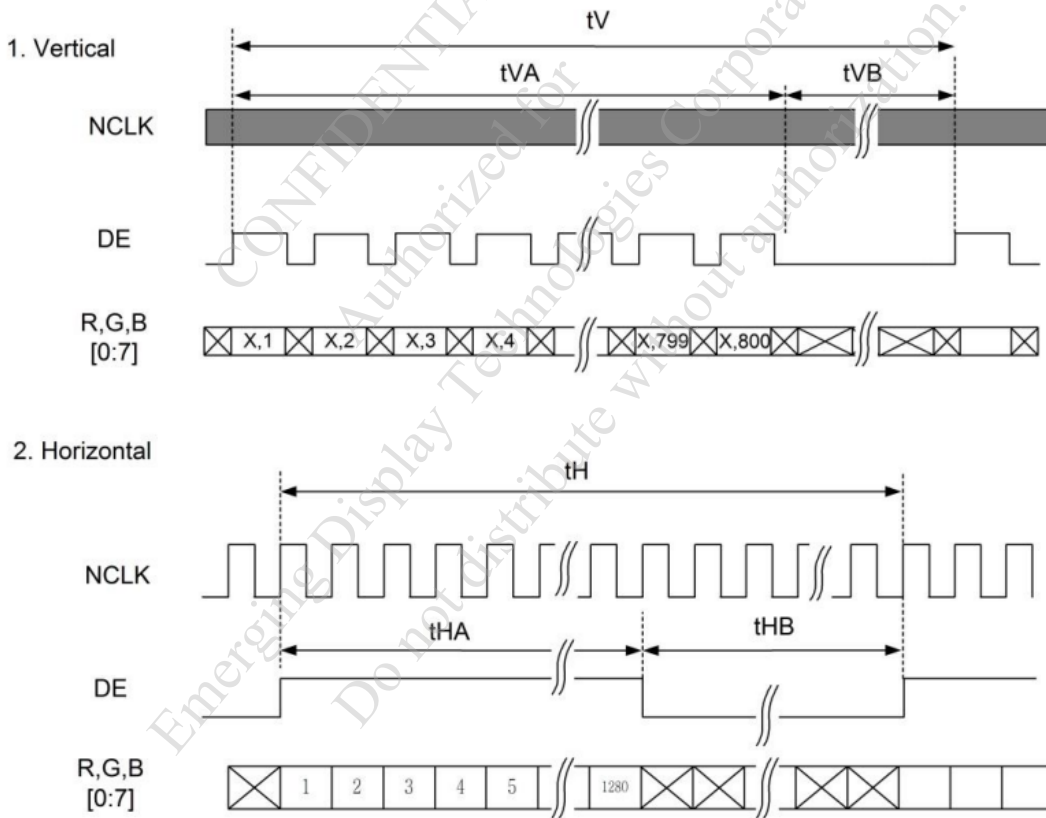 1. Vertical
tV
tVA
tVB
NCLK
DE
R,G,B
[0:7]
X,1
X,2
X,3
X,4
X,799
X,800
2. Horizontal
tH
NCLK
tHA
tHB
DE
R,G,B
[0:7]
1
2
3
4
5
1280
CONFIDENTIAL
Authorized for
Emerging Display Technologies Corporation.
Do not distribute without authorization.